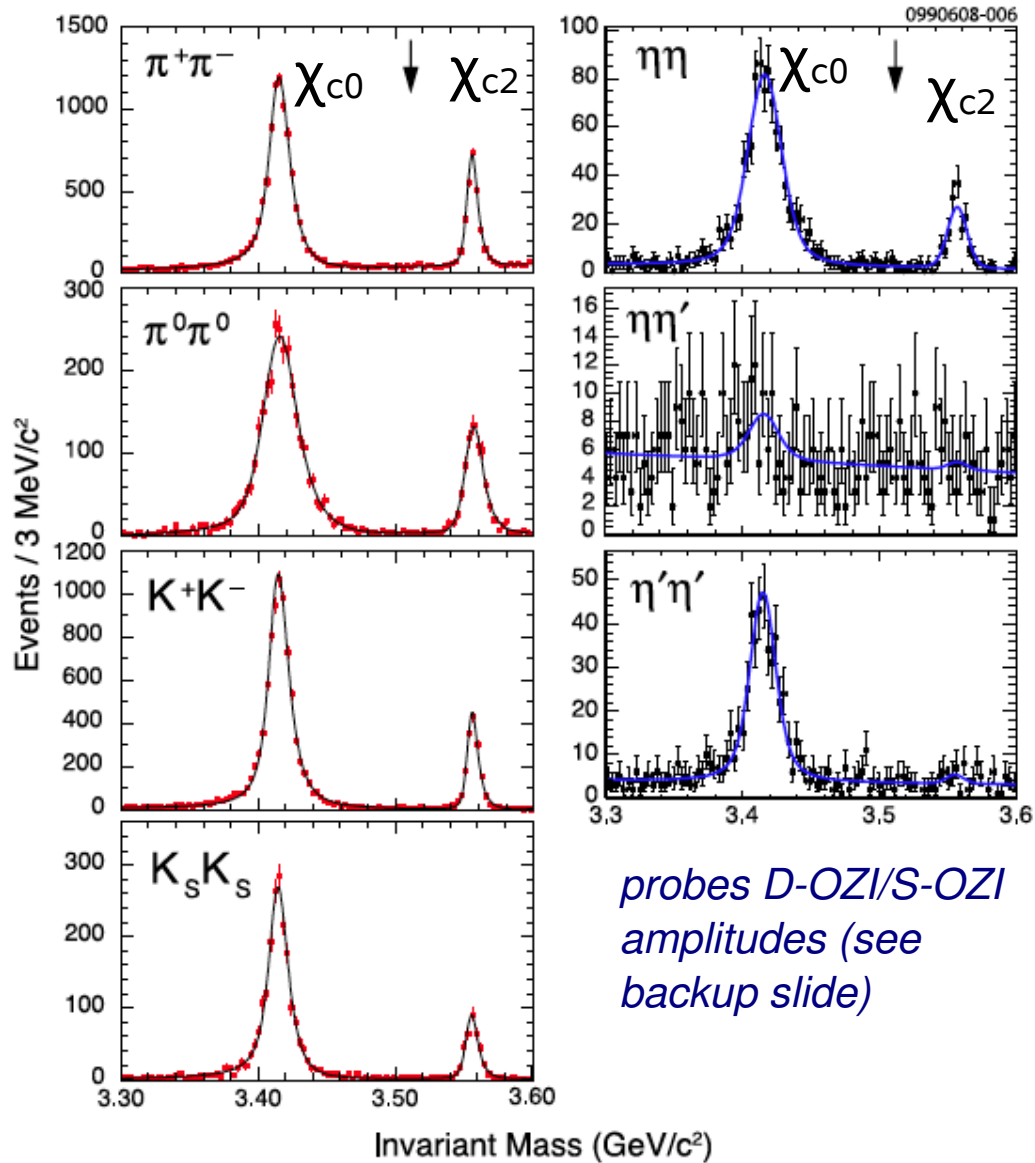 0990608-006
1500
1000
500
0
π⁺π⁻
χc0
χc2
300
200
100
0
π⁰π⁰
1200
1000
800
600
400
200
0
K⁺K⁻
300
200
100
0
KSKS
3.30 3.40 3.50 3.60
100
80
60
40
20
0
ηη
χc0
χc2
16
14
12
10
8
6
4
2
0
ηη′
50
40
30
20
10
0
η′η′
3.3 3.4 3.5 3.6
probes D-OZI/S-OZI
amplitudes (see
backup slide)
Events / 3 MeV/c²
Invariant Mass (GeV/c²)